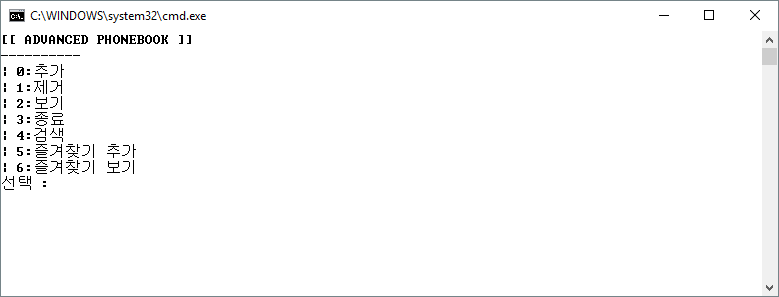 C:\WINDOWS\system32\cmd.exe
[[ ADVANCED PHONEBOOK ]]
----------
¦ 0:추가
¦ 1:제거
¦ 2:보기
¦ 3:종료
¦ 4:검색
¦ 5:즐겨찾기 추가
¦ 6:즐겨찾기 보기
선택 :